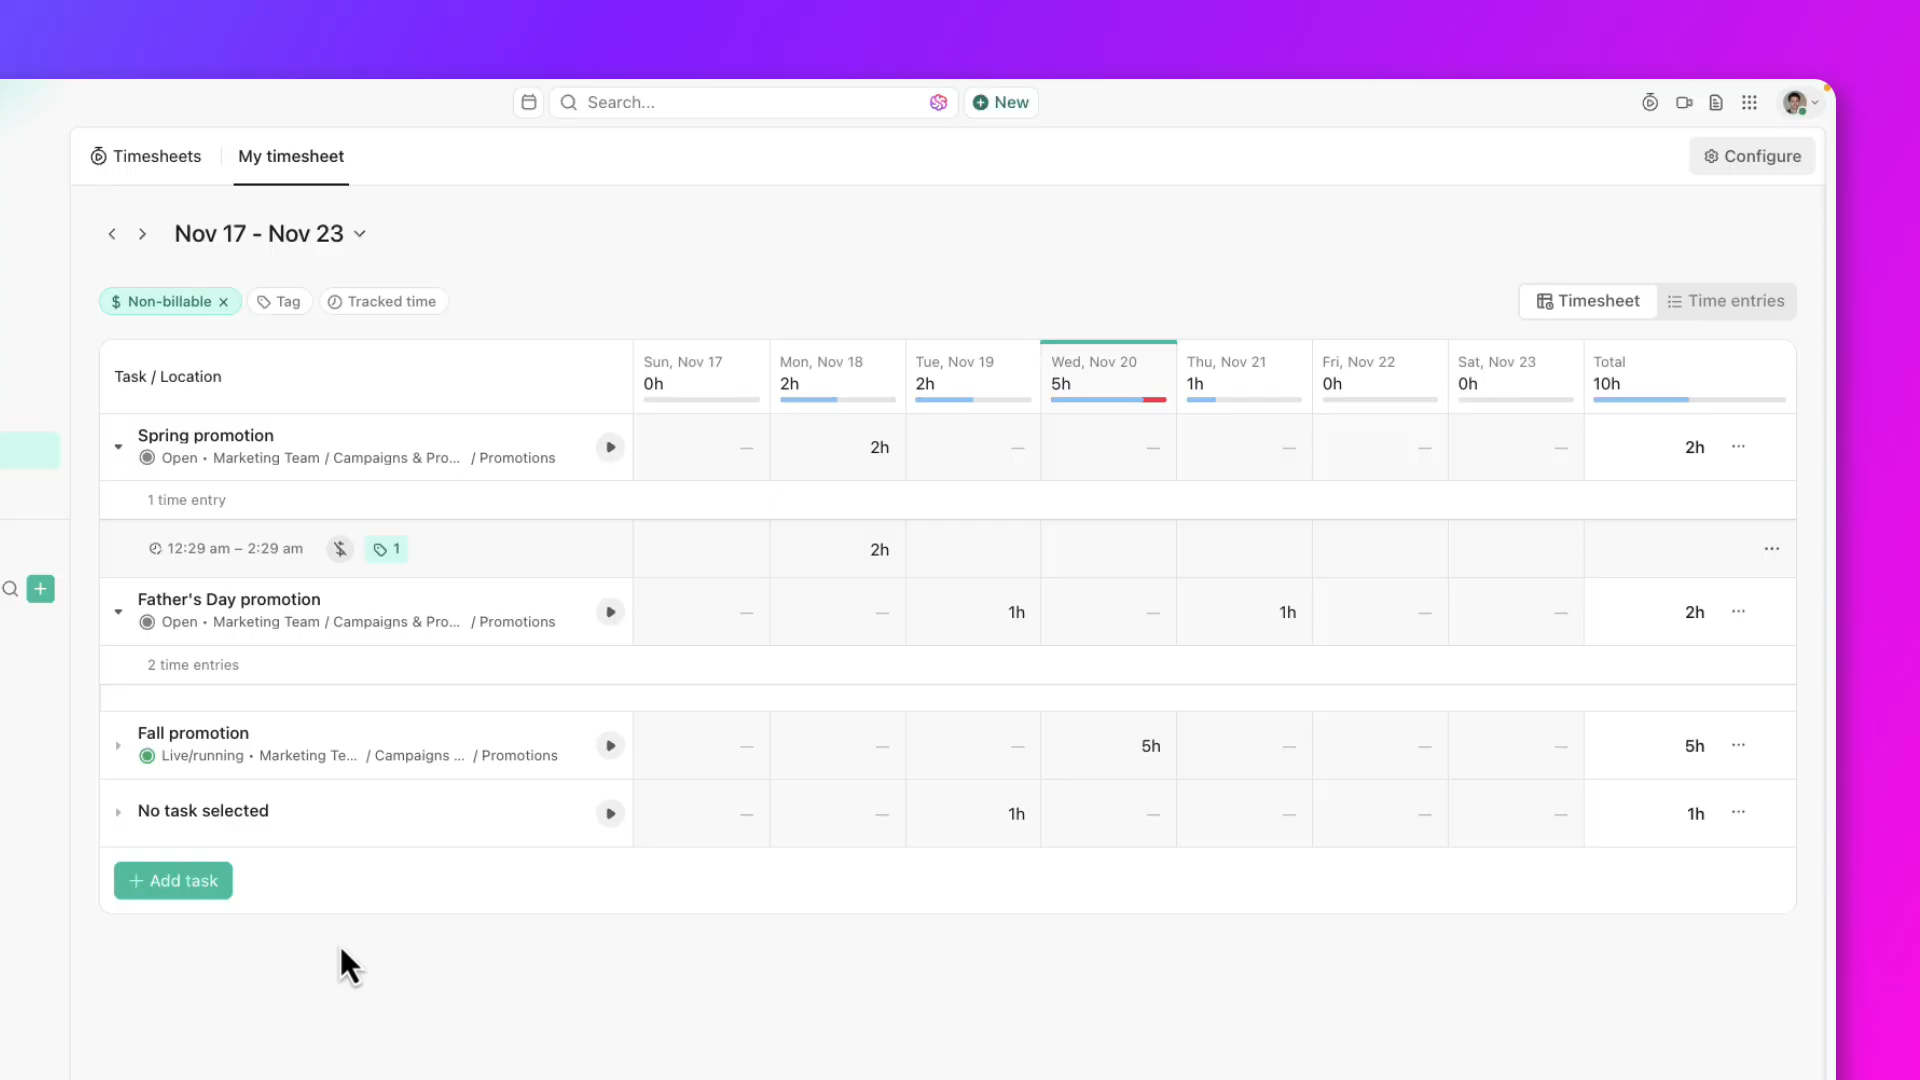 Search...
New
Timesheets
My timesheet
Configure
Nov 17 - Nov 23
$ Non-billable ×
Tag
Tracked time
Timesheet
Time entries
Task / Location
Sun, Nov 17
0h
Mon, Nov 18
2h
Tue, Nov 19
2h
Wed, Nov 20
5h
Thu, Nov 21
1h
Fri, Nov 22
0h
Sat, Nov 23
0h
Total
10h
Spring promotion
Open • Marketing Team / Campaigns & Pro... / Promotions
— 2h — — — — — 2h ...
1 time entry
12:29 am – 2:29 am
1
2h ...
Father's Day promotion
Open • Marketing Team / Campaigns & Pro... / Promotions
— — 1h — 1h — — 2h ...
2 time entries
Fall promotion
Live/running • Marketing Te... / Campaigns ... / Promotions
— — — 5h — — — 5h ...
No task selected
— — 1h — — — — 1h ...
+ Add task